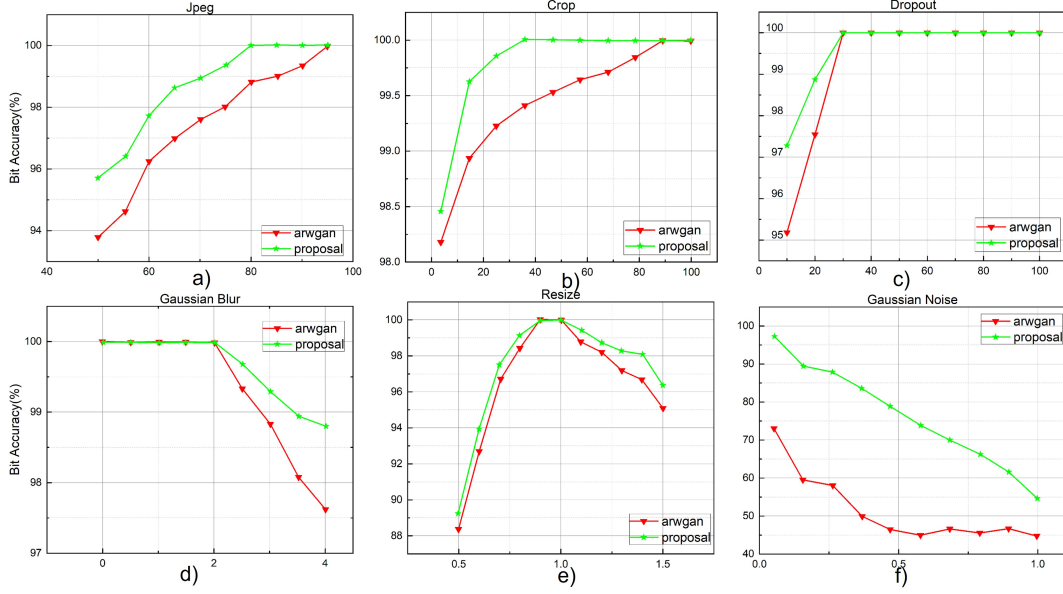 Jpeg
Bit Accuracy(%)
100
98
96
94
40
60
80
100
arwgan
proposal
a)
Crop
100.0
99.5
99.0
98.5
98.0
0
20
40
60
80
100
arwgan
proposal
b)
Dropout
100
99
98
97
96
95
0
20
40
60
80
100
arwgan
proposal
c)
Gaussian Blur
Bit Accuracy(%)
100
99
98
97
0
2
4
arwgan
proposal
d)
Resize
100
98
96
94
92
90
88
0.5
1.0
1.5
arwgan
proposal
e)
Gaussian Noise
100
90
80
70
60
50
40
0.0
0.5
1.0
arwgan
proposal
f)